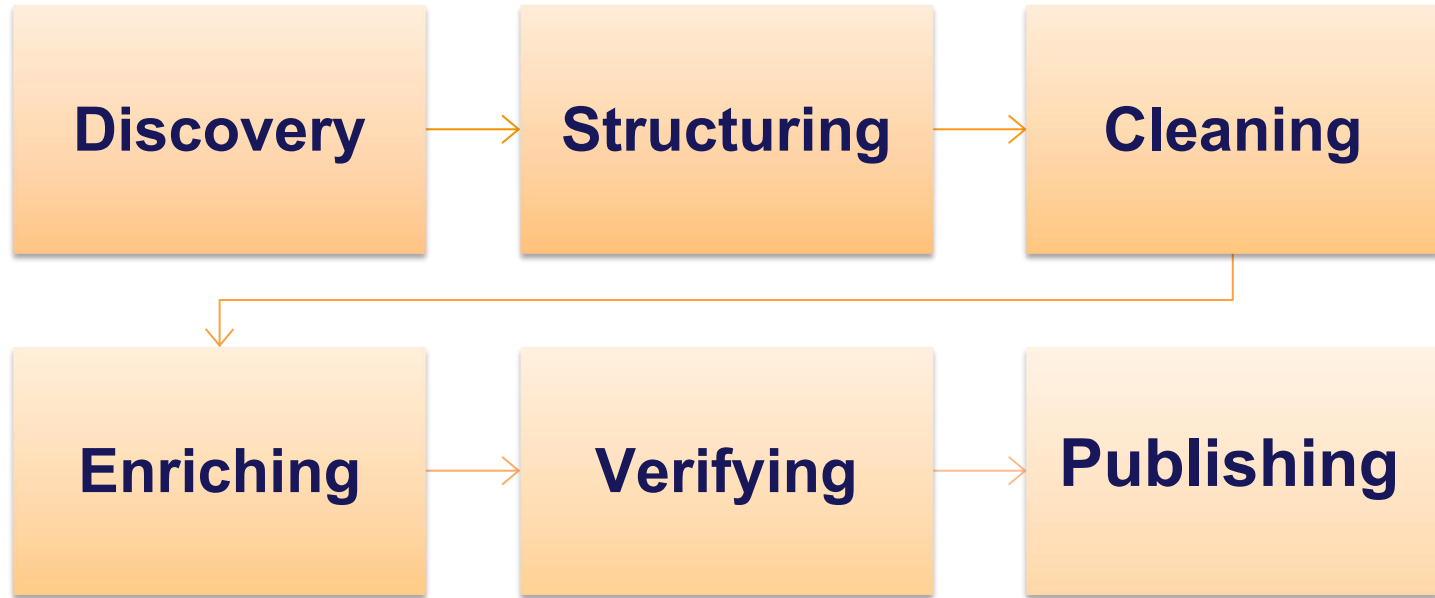 Discovery
Structuring
Cleaning
Enriching
Verifying
Publishing